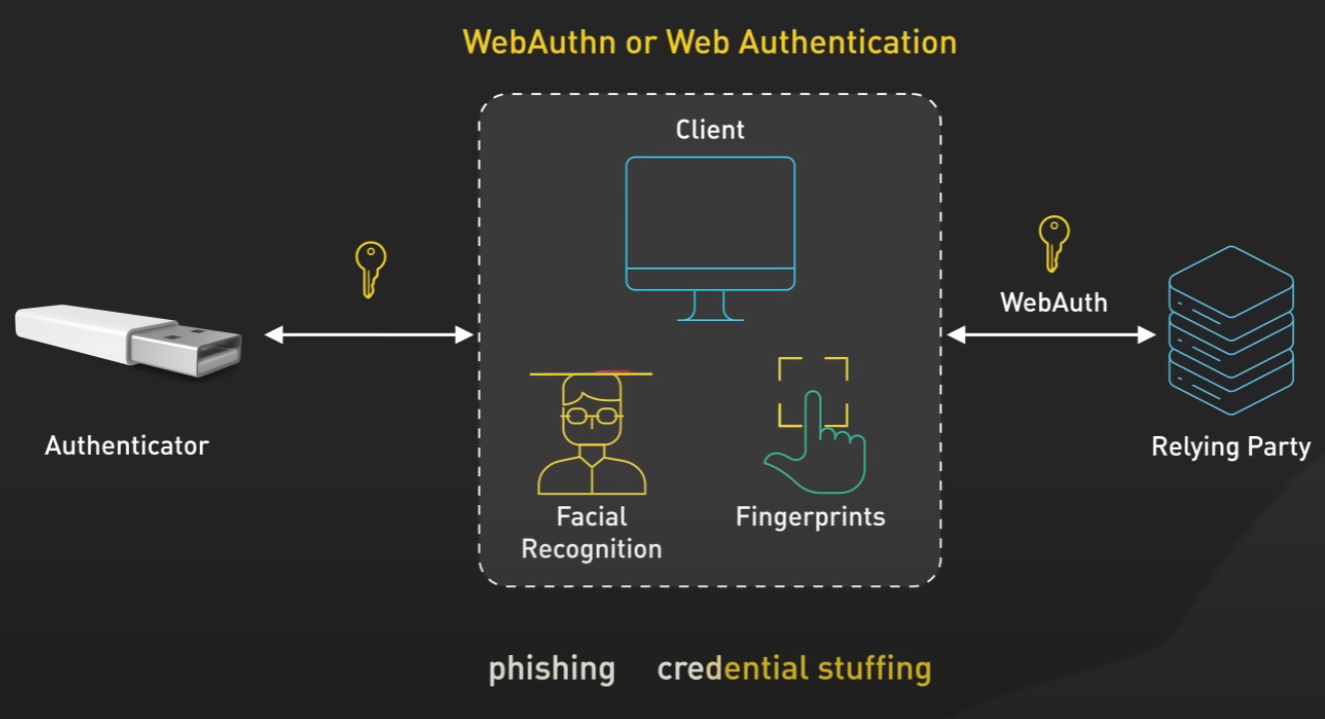 WebAuthn or Web Authentication
Client
WebAuth
Authenticator
Relying Party
Facial
Recognition
Fingerprints
phishing credential stuffing